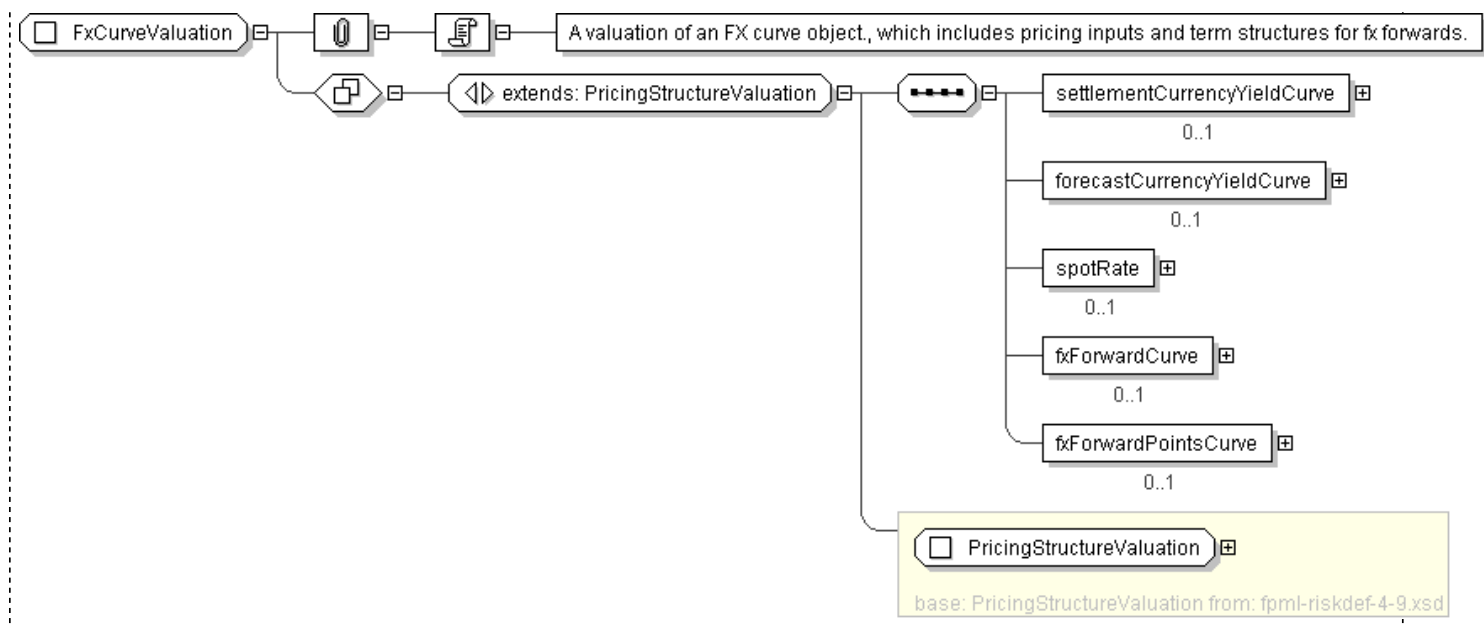 FxCurveValuation
A valuation of an FX curve object., which includes pricing inputs and term structures for fx forwards.
extends: PricingStructureValuation
settlementCurrencyYieldCurve
0..1
forecastCurrencyYieldCurve
0..1
spotRate
0..1
fxForwardCurve
0..1
fxForwardPointsCurve
0..1
PricingStructureValuation
base: PricingStructureValuation from: fpml-riskdef-4-9.xsd